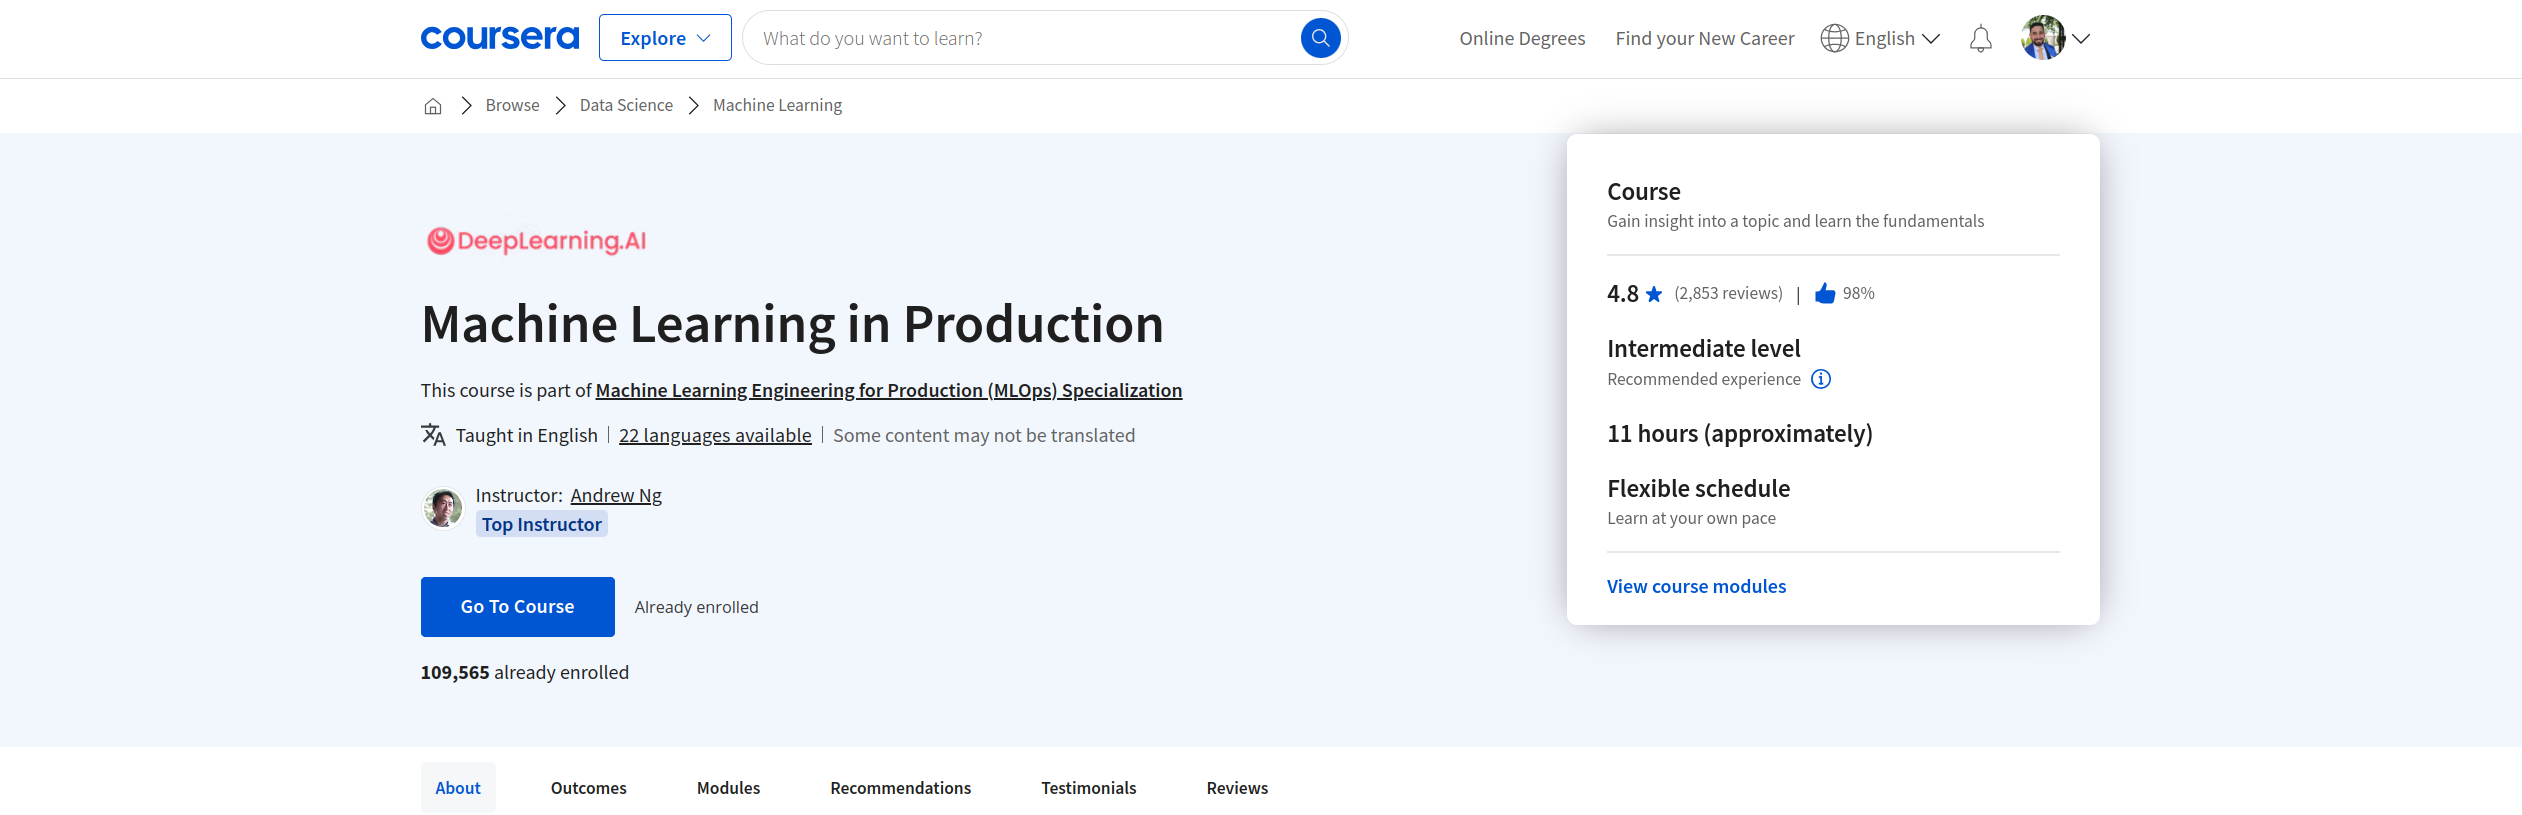 coursera
Explore
What do you want to learn?
Online Degrees
Find your New Career
English
Browse
Data Science
Machine Learning
DeepLearning.AI
Machine Learning in Production
This course is part of Machine Learning Engineering for Production (MLOps) Specialization
Taught in English | 22 languages available | Some content may not be translated
Instructor: Andrew Ng
Top Instructor
Go To Course
Already enrolled
109,565 already enrolled
Course
Gain insight into a topic and learn the fundamentals
4.8 (2,853 reviews) | 98%
Intermediate level
Recommended experience
11 hours (approximately)
Flexible schedule
Learn at your own pace
View course modules
About
Outcomes
Modules
Recommendations
Testimonials
Reviews